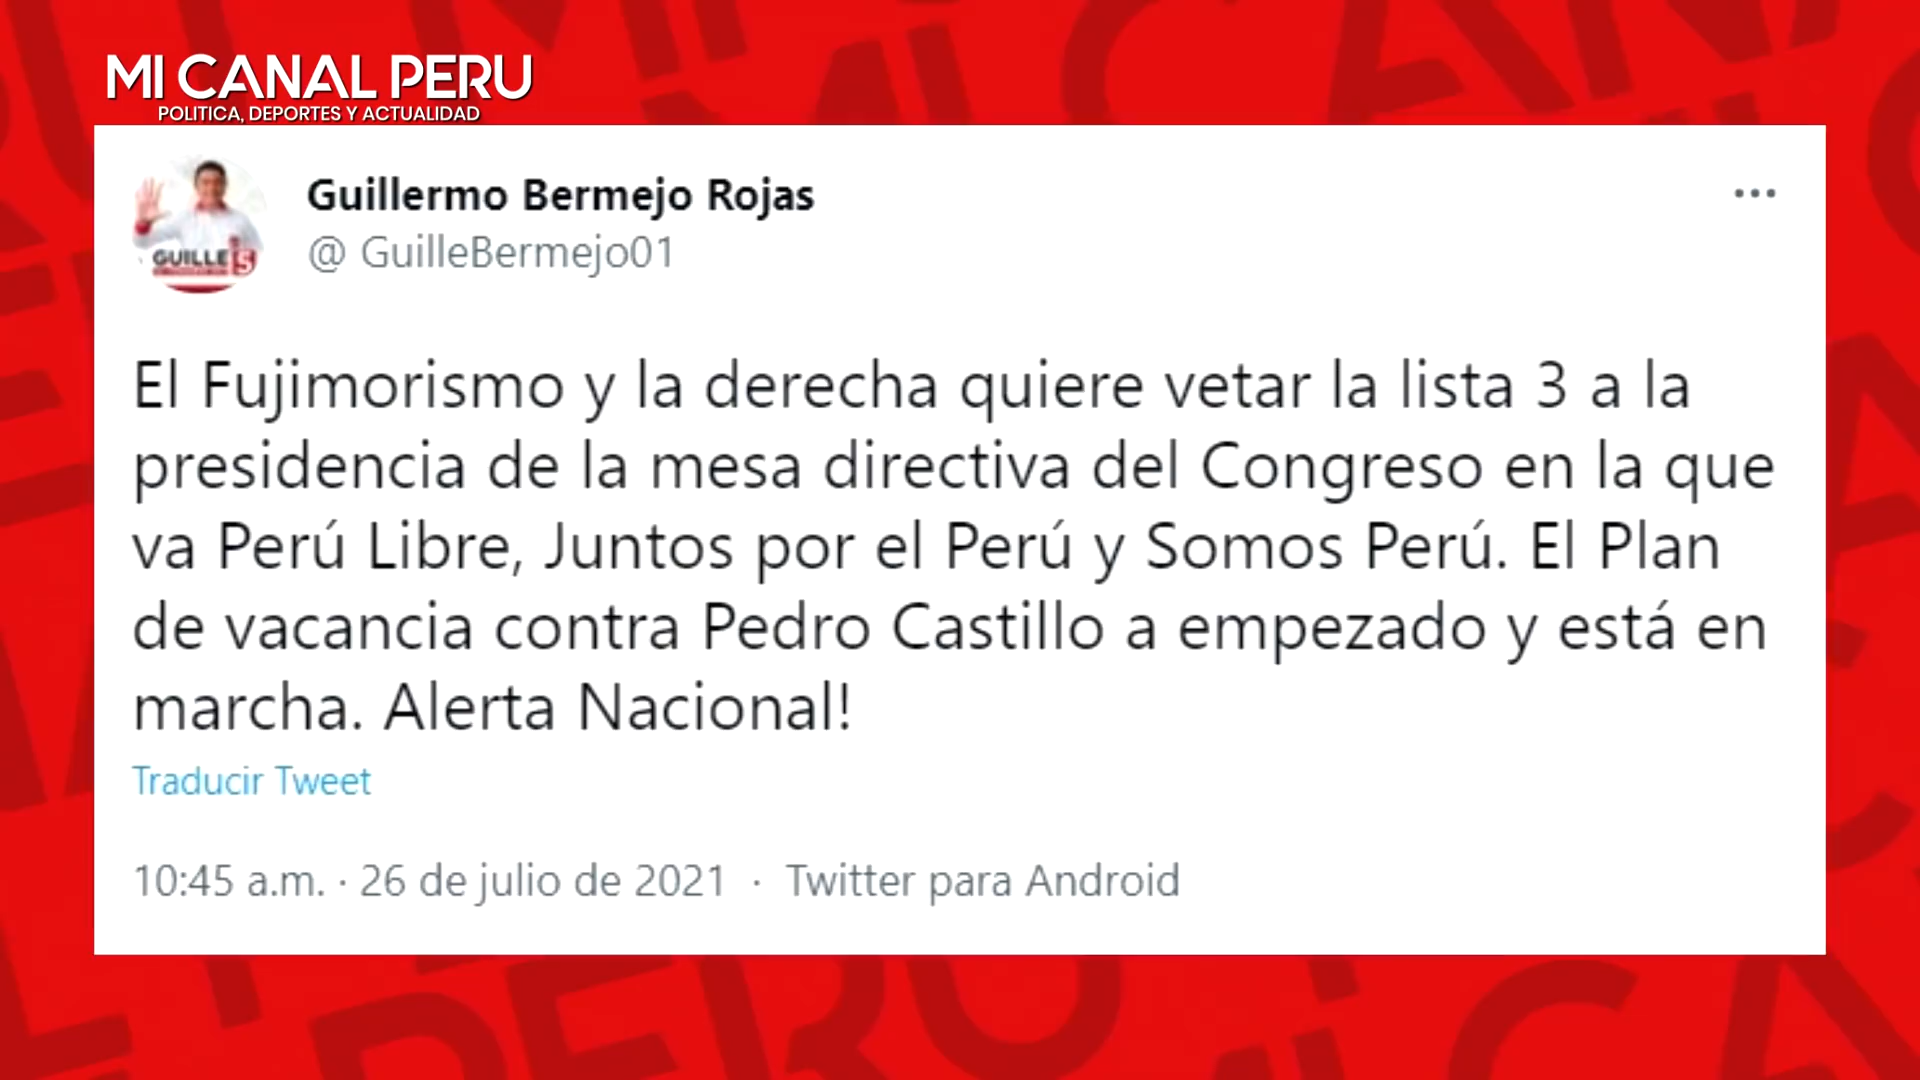 MI CANAL PERU
POLITICA, DEPORTES Y ACTUALIDAD
Guillermo Bermejo Rojas
@ GuilleBermejo01
GUILLE 5
El Fujimorismo y la derecha quiere vetar la lista 3 a la
presidencia de la mesa directiva del Congreso en la que
va Perú Libre, Juntos por el Perú y Somos Perú. El Plan
de vacancia contra Pedro Castillo a empezado y está en
marcha. Alerta Nacional!
Traducir Tweet
10:45 a.m. · 26 de julio de 2021 · Twitter para Android